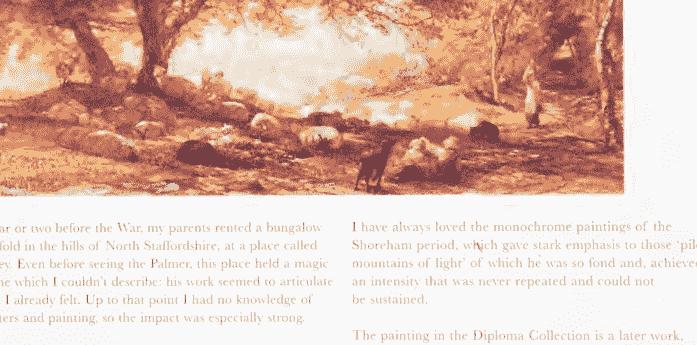 ar or two before the War, my parents rented a bungalow
fold in the hills of North Staffordshire, at a place called
ey. Even before seeing the Palmer, this place held a magic
me which I couldn't describe: his work seemed to articulate
I already felt. Up to that point I had no knowledge of
ters and painting, so the impact was especially strong.
I have always loved the monochrome paintings of the
Shoreham period, which gave stark emphasis to those 'pil
mountains of light' of which he was so fond and, achieve
an intensity that was never repeated and could not
be sustained.
The painting in the Diploma Collection is a later work,